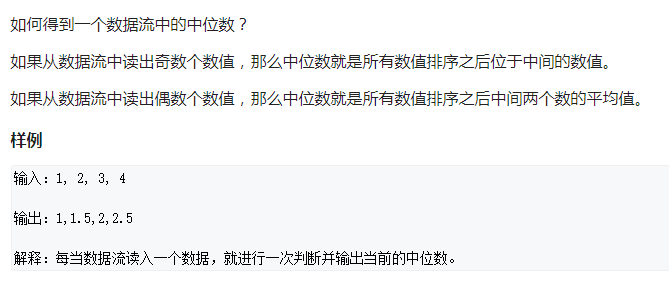 如何得到一个数据流中的中位数？
如果从数据流中读出奇数个数值，那么中位数就是所有数值排序之后位于中间的数值。
如果从数据流中读出偶数个数值，那么中位数就是所有数值排序之后中间两个数的平均值。
样例
输入：1, 2, 3, 4
输出：1,1.5,2,2.5
解释：每当数据流读入一个数据，就进行一次判断并输出当前的中位数。